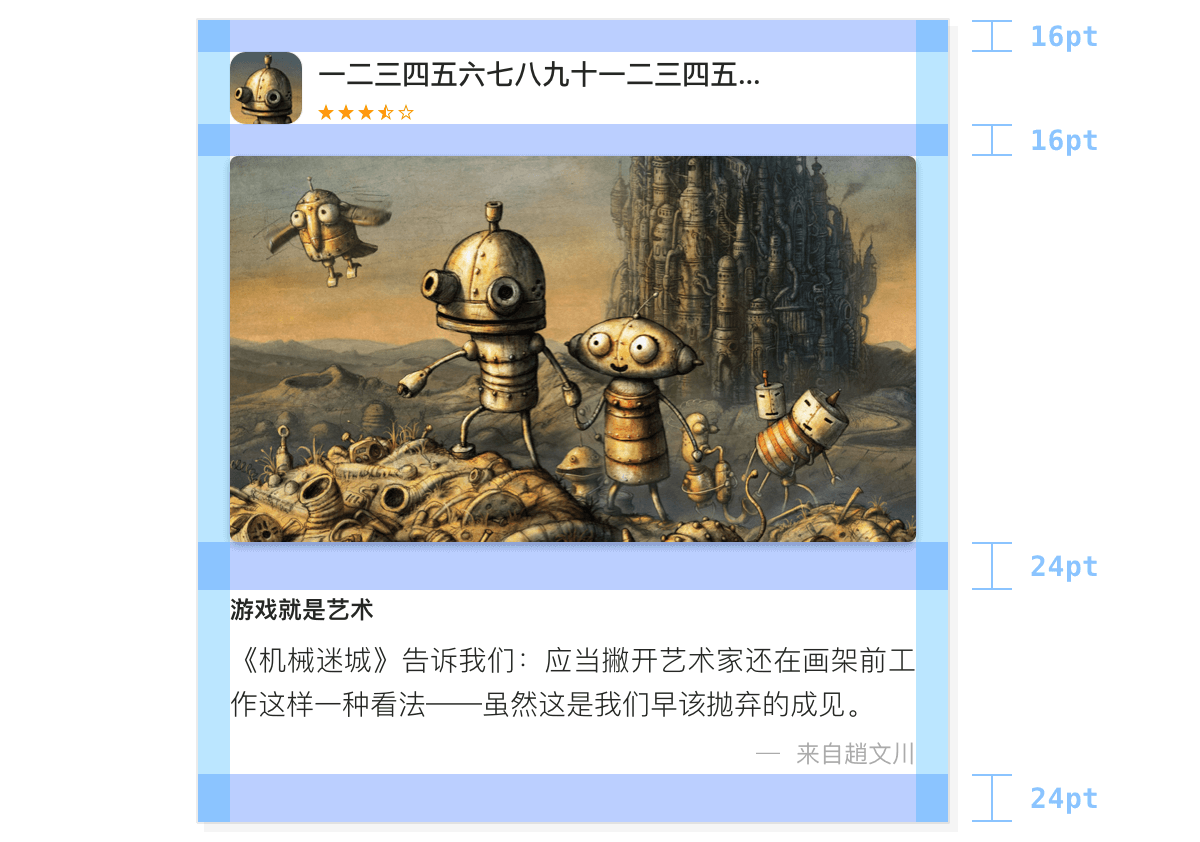 一二三四五六七八九十一二三四五...
16pt
16pt
24pt
游戏就是艺术
《机械迷城》告诉我们：应当撇开艺术家还在画架前工
作这样一种看法——虽然这是我们早该抛弃的成见。
— 来自趙文川
24pt